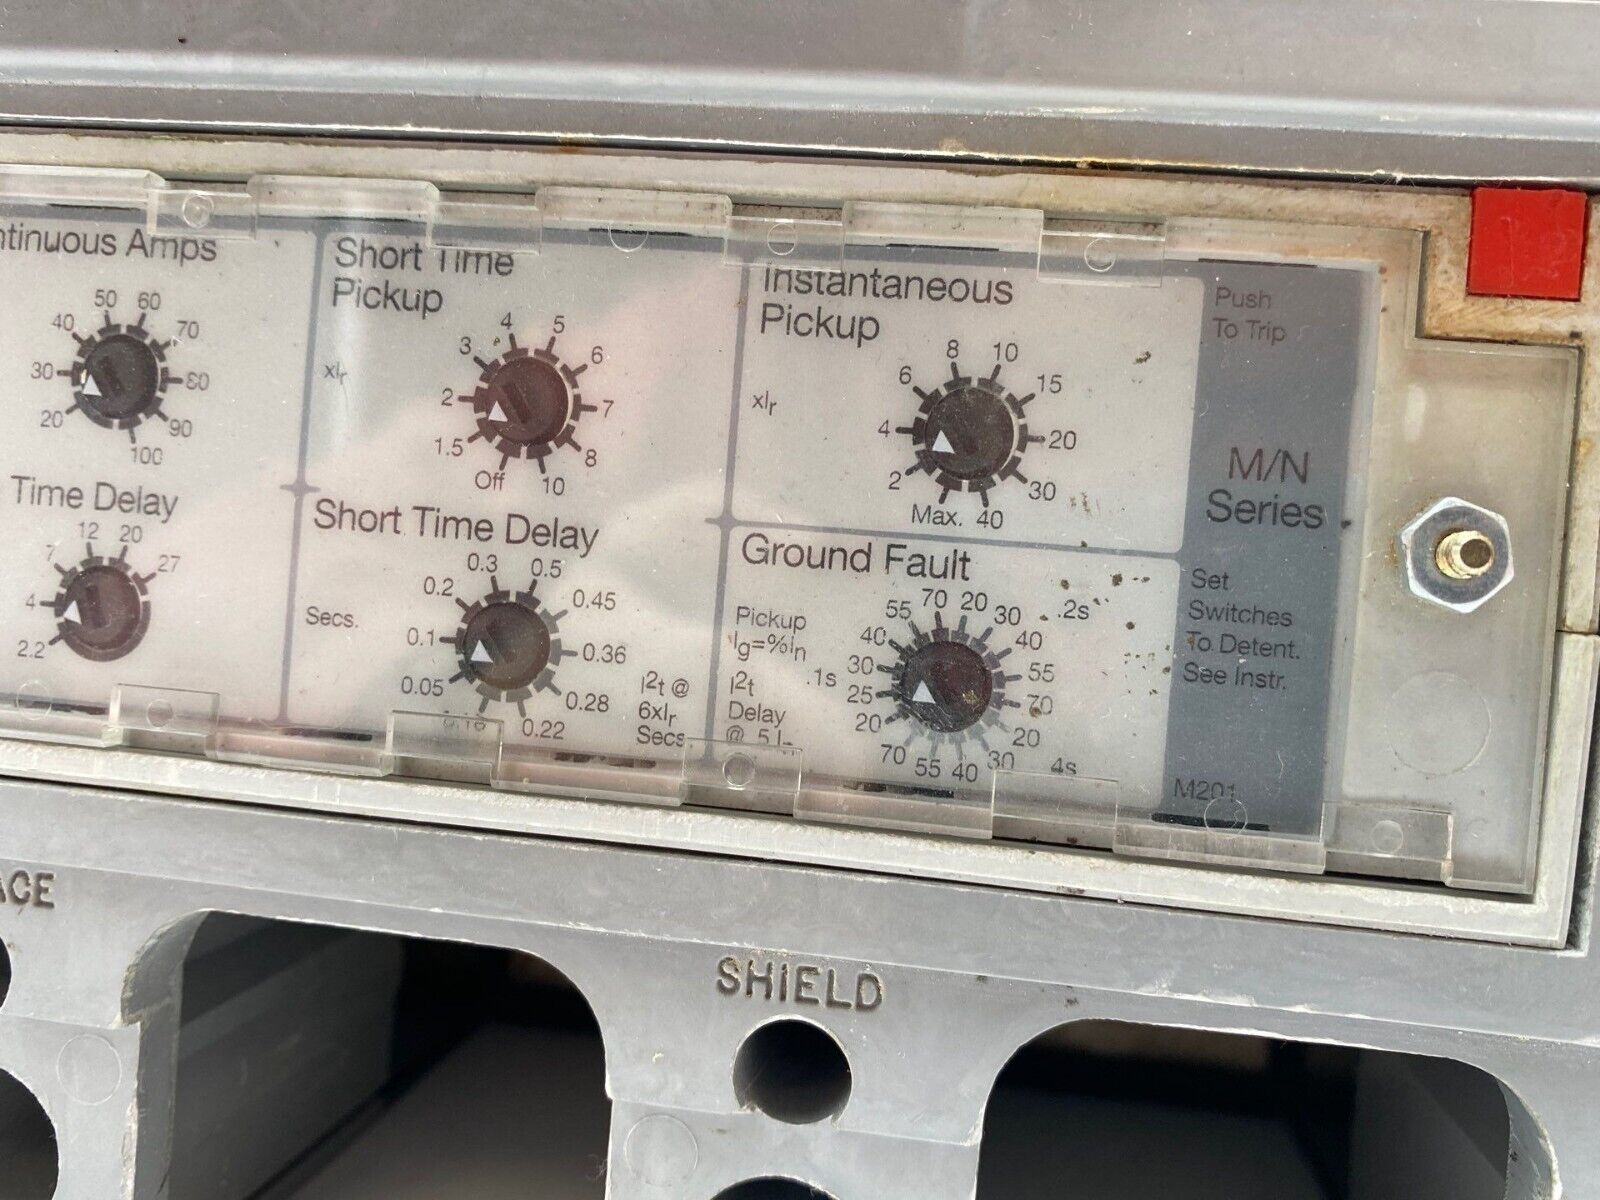 ntinuous Amps
50 60
40 70
30 80
20 90
100
Time Delay
12 20
7 27
4
2.2
Short Time
Pickup
4 5
3 6
xIr
2 7
1.5 8
Off 10
Short Time Delay
0.3 0.5
0.2 0.45
Secs.
0.1 0.36
0.05 0.28
0.16 0.22
I²t @
6xIr
Secs.
Instantaneous
Pickup
8 10
6 15
xIr
4 20
2 30
Max. 40
Ground Fault
70 20
55 30 .2s
Pickup
Ig=%In
40 40
30 55
.1s
25 70
20 20
I²t
Delay
@ 5 I
70 55 40 30 .4s
Push
To Trip
M/N
Series
Set
Switches
To Detent.
See Instr.
M201
ACE
SHIELD